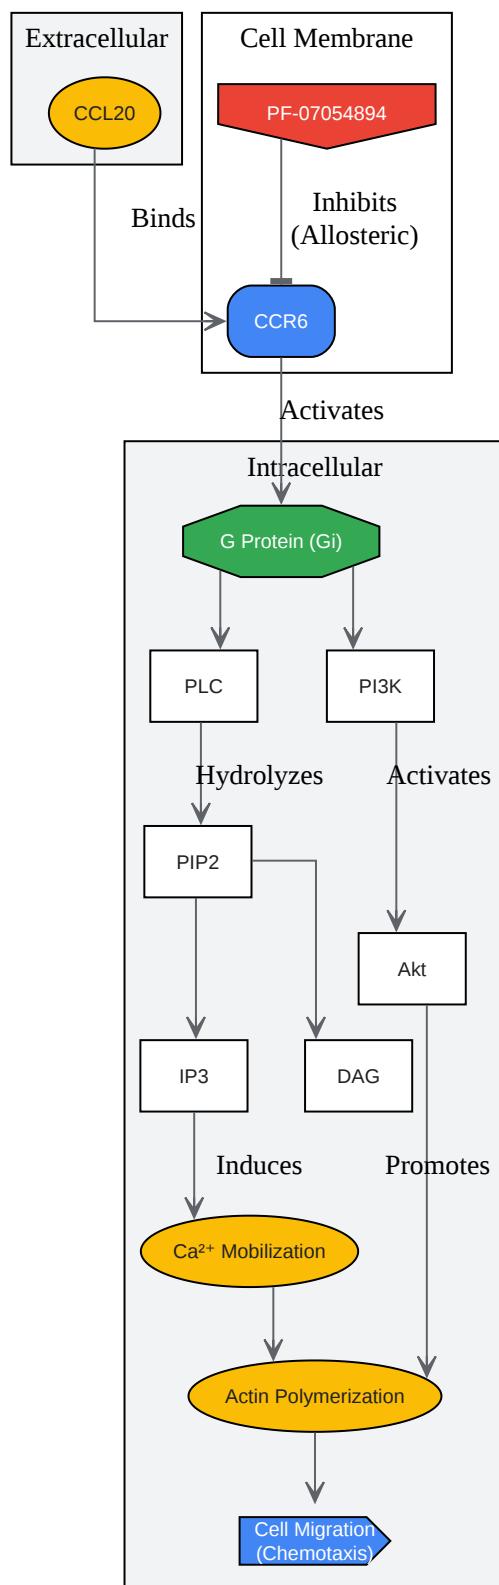 Extracellular
Cell Membrane
CCL20
PF-07054894
Binds
Inhibits
(Allosteric)
CCR6
Activates
Intracellular
G Protein (Gi)
PLC
PI3K
Hydrolyzes
Activates
PIP2
Akt
IP3
DAG
Induces
Promotes
Ca²⁺ Mobilization
Actin Polymerization
Cell Migration
(Chemotaxis)